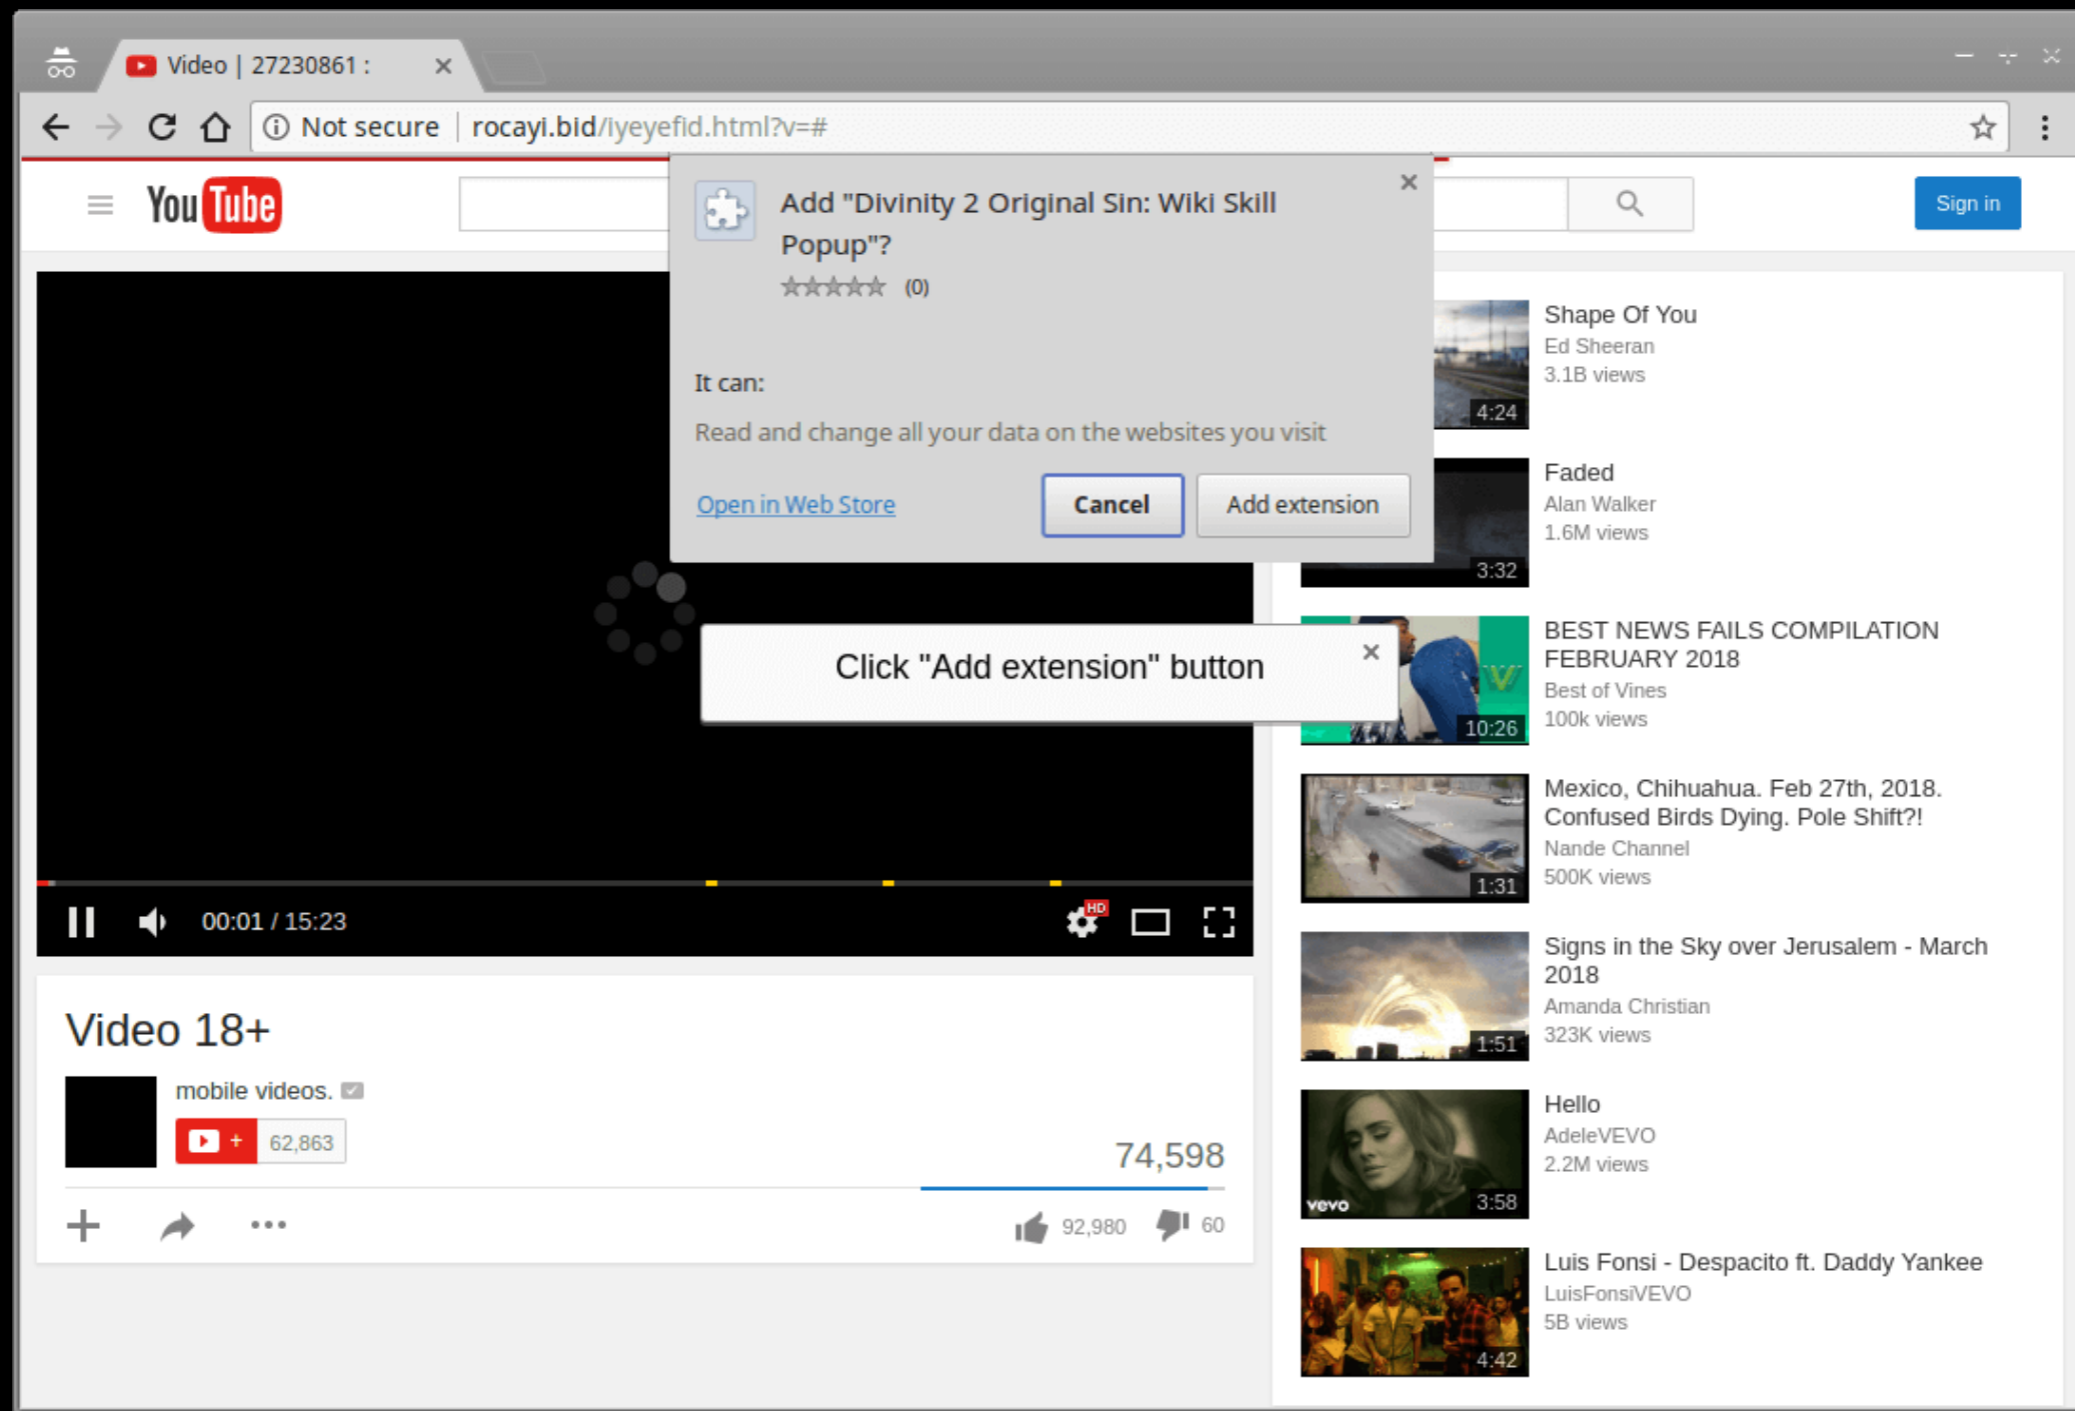 Video | 27230861 :
Not secure
rocayi.bid/iyeyefid.html?v=#
YouTube
Sign in
Add "Divinity 2 Original Sin: Wiki Skill
Popup"?
(0)
It can:
Read and change all your data on the websites you visit
Open in Web Store
Cancel
Add extension
Click "Add extension" button
00:01 / 15:23
HD
Video 18+
mobile videos.
+ 62,863
74,598
92,980
60
Shape Of You
Ed Sheeran
3.1B views
4:24
Faded
Alan Walker
1.6M views
3:32
BEST NEWS FAILS COMPILATION
FEBRUARY 2018
Best of Vines
100k views
10:26
Mexico, Chihuahua. Feb 27th, 2018.
Confused Birds Dying. Pole Shift?!
Nande Channel
500K views
1:31
Signs in the Sky over Jerusalem - March
2018
Amanda Christian
323K views
1:51
Hello
AdeleVEVO
2.2M views
vevo
3:58
Luis Fonsi - Despacito ft. Daddy Yankee
LuisFonsiVEVO
5B views
4:42